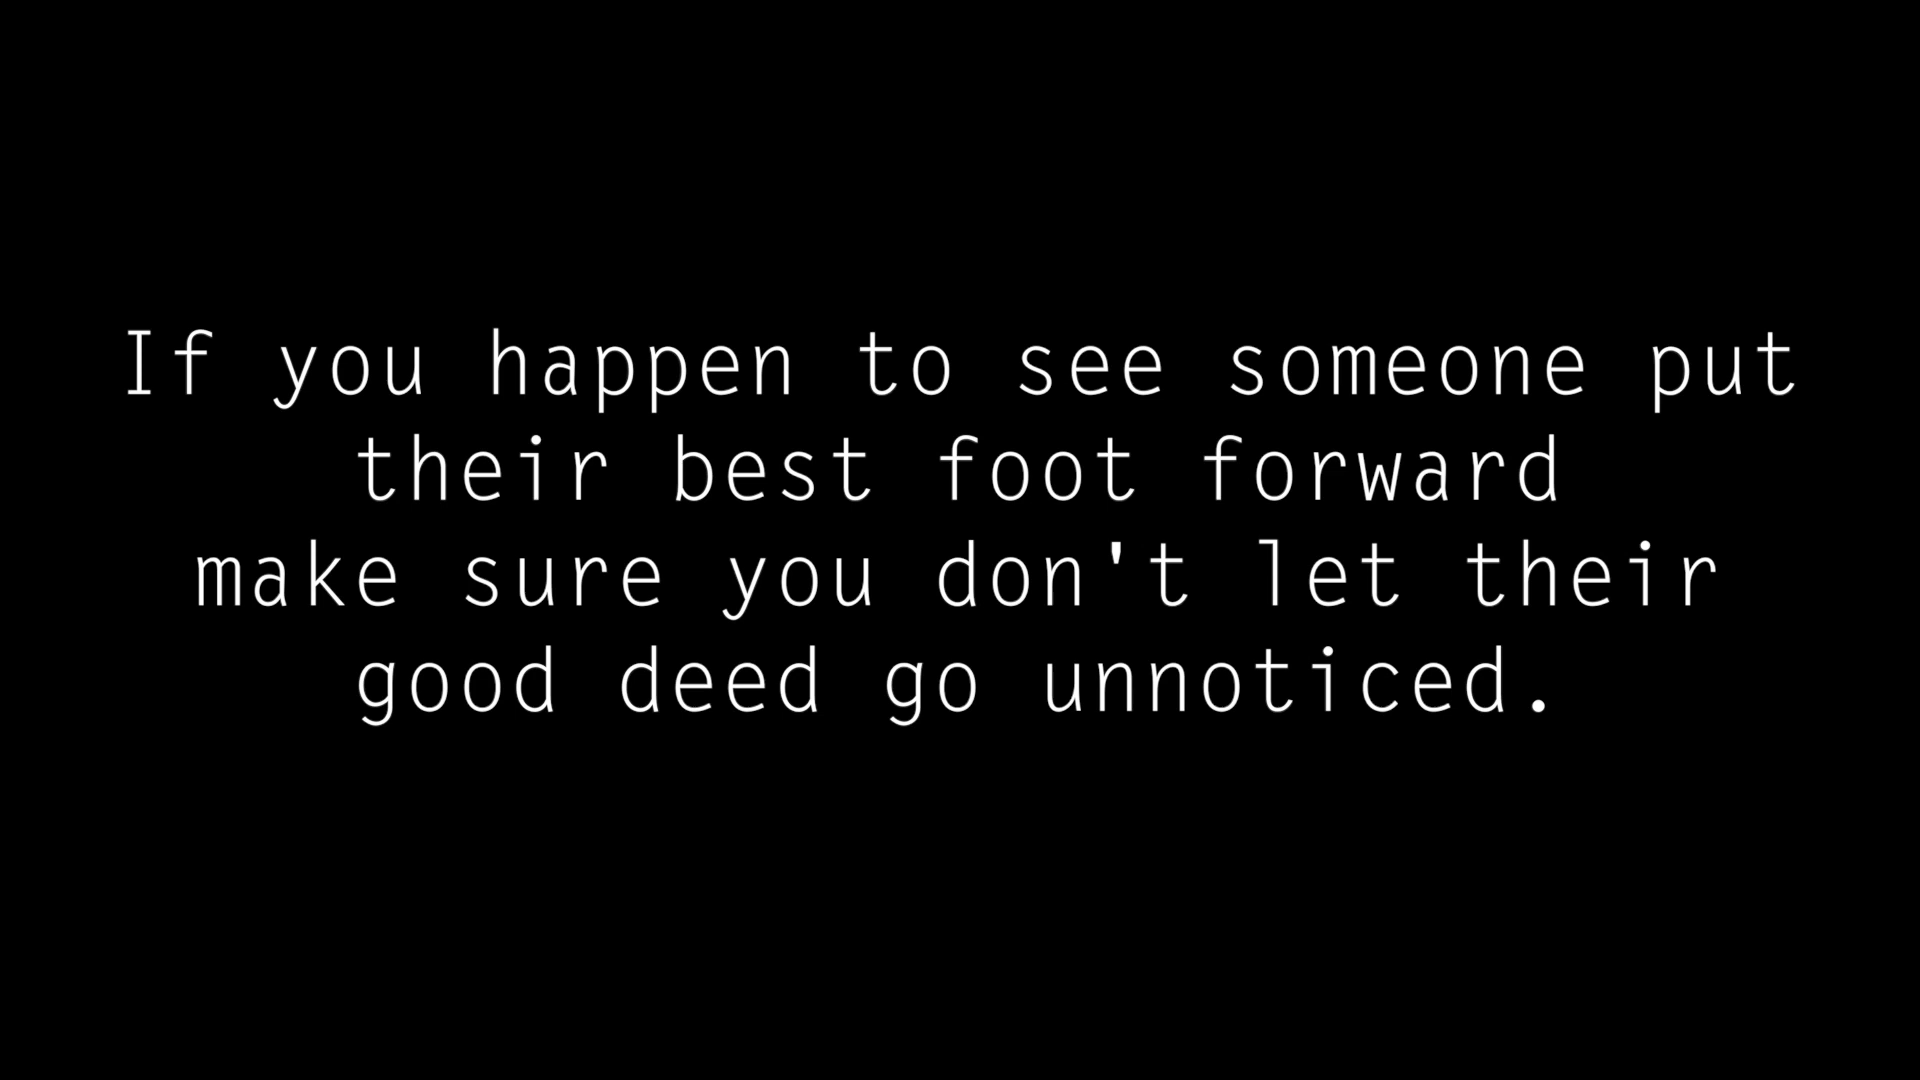 If you happen to see someone put
their best foot forward
make sure you don't let their
good deed go unnoticed.